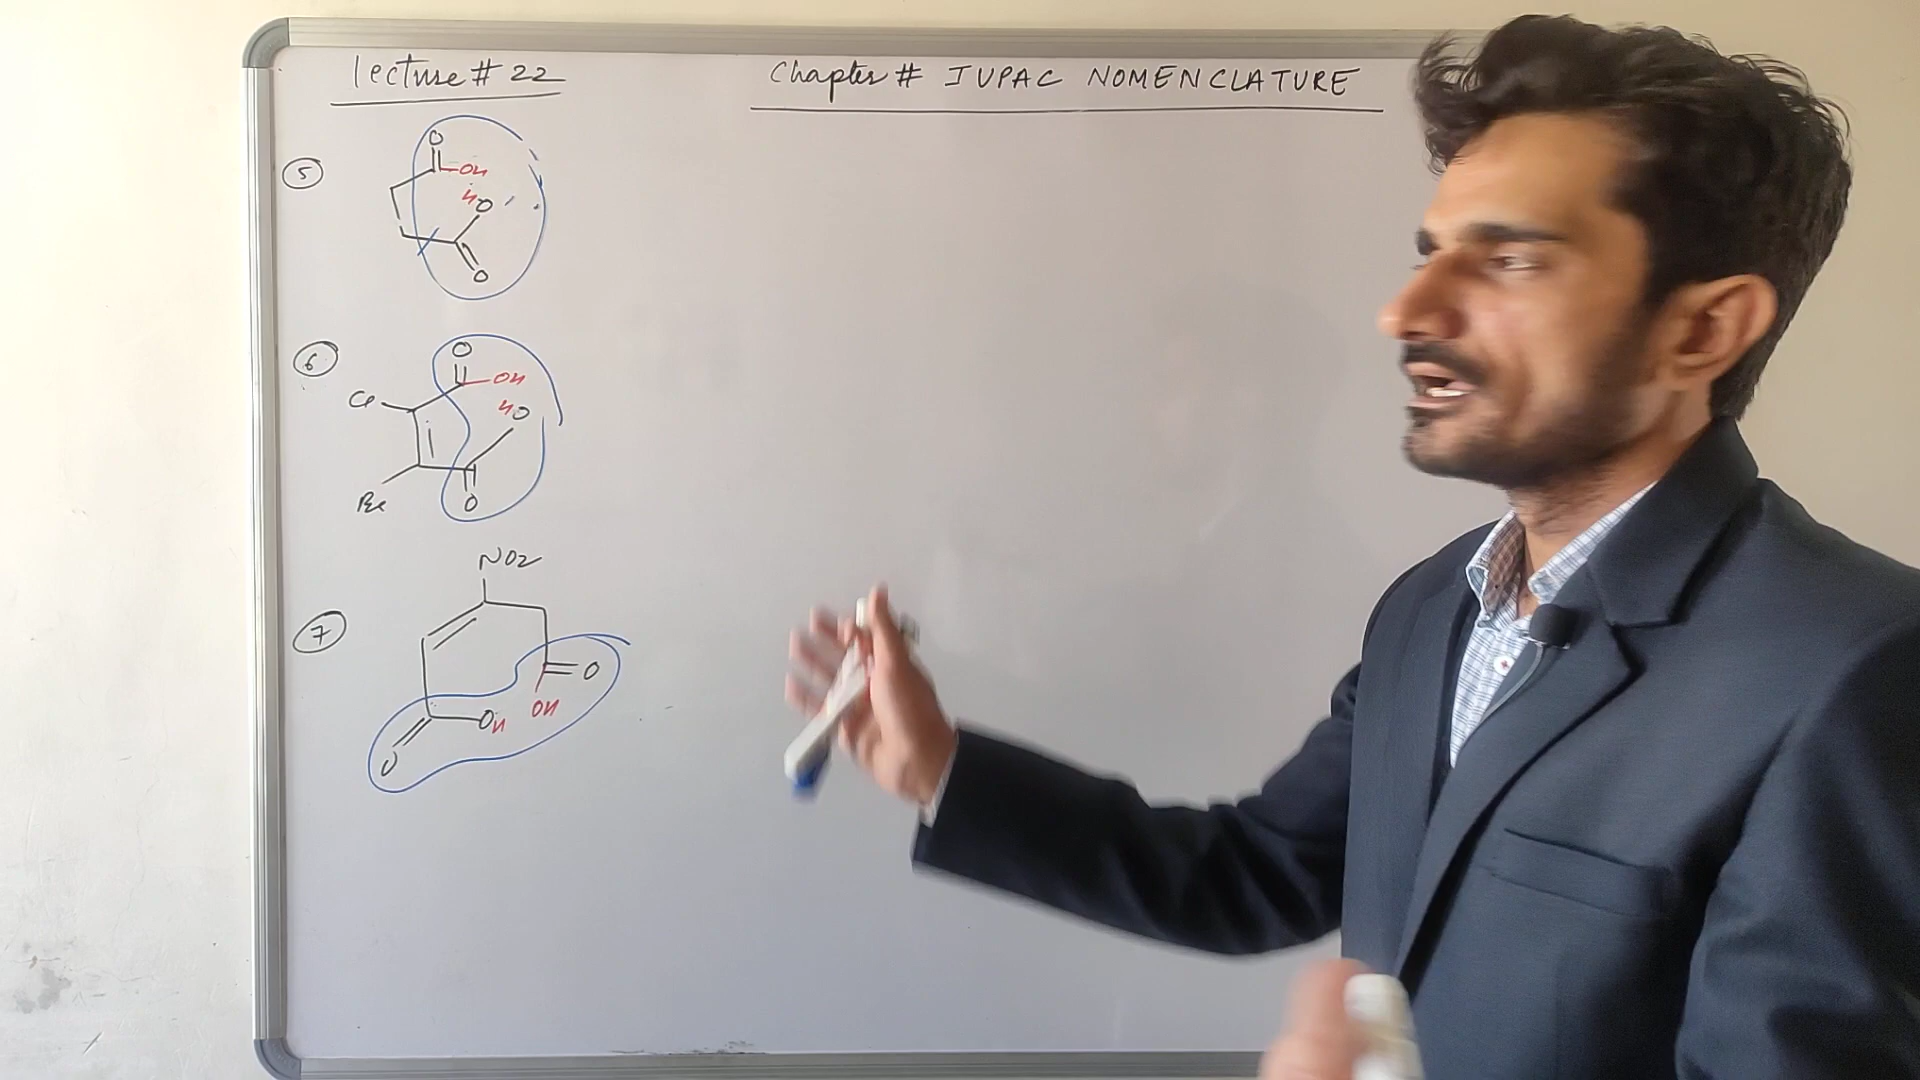 lecture # 22
Chapter # IUPAC NOMENCLATURE
5
O
OH
HO
O
6
O
OH
Cl
HO
Br
O
NO2
7
O
OH
OH
O